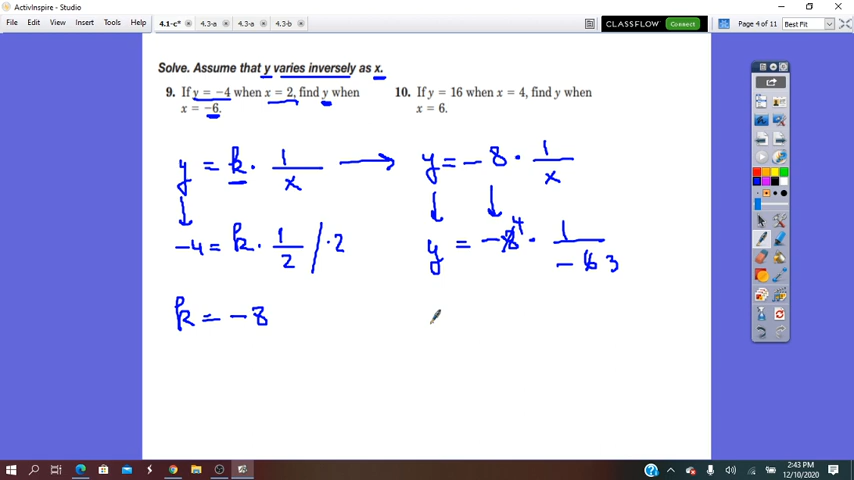 ActivInspire - Studio
File Edit View Insert Tools Help
4.1-c* 4.3-a 4.3-a 4.3-b
CLASSFLOW Connect Page 4 of 11 Best Fit
Solve. Assume that y varies inversely as x.
9. If y = −4 when x = 2, find y when
x = −6.
10. If y = 16 when x = 4, find y when
x = 6.
y = k · 1/x → y = −8 · 1/x
−4 = k · 1/2 / · 2
y = −8 4 · 1/−6 3
k = −8
2:43 PM
12/10/2020